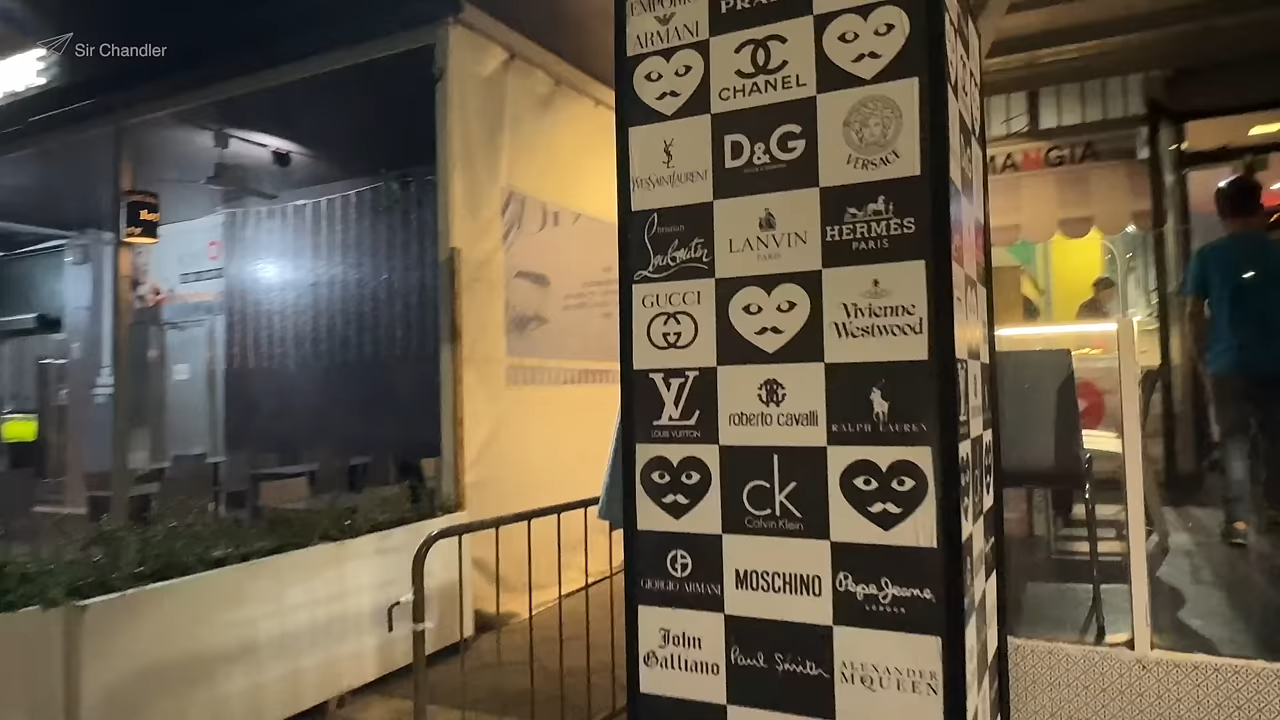 Sir Chandler
EMPORIO
ARMANI
PRADA
CHANEL
YVES SAINT LAURENT
D&G
VERSACE
Christian
Louboutin
LANVIN
PARIS
HERMÈS
PARIS
GUCCI
Vivienne
Westwood
LV
LOUIS VUITTON
roberto cavalli
RALPH LAUREN
ck
Calvin Klein
GIORGIO ARMANI
MOSCHINO
Pepe Jeans
LONDON
John
Galliano
Paul Smith
ALEXANDER
MQUEEN
MANGIA